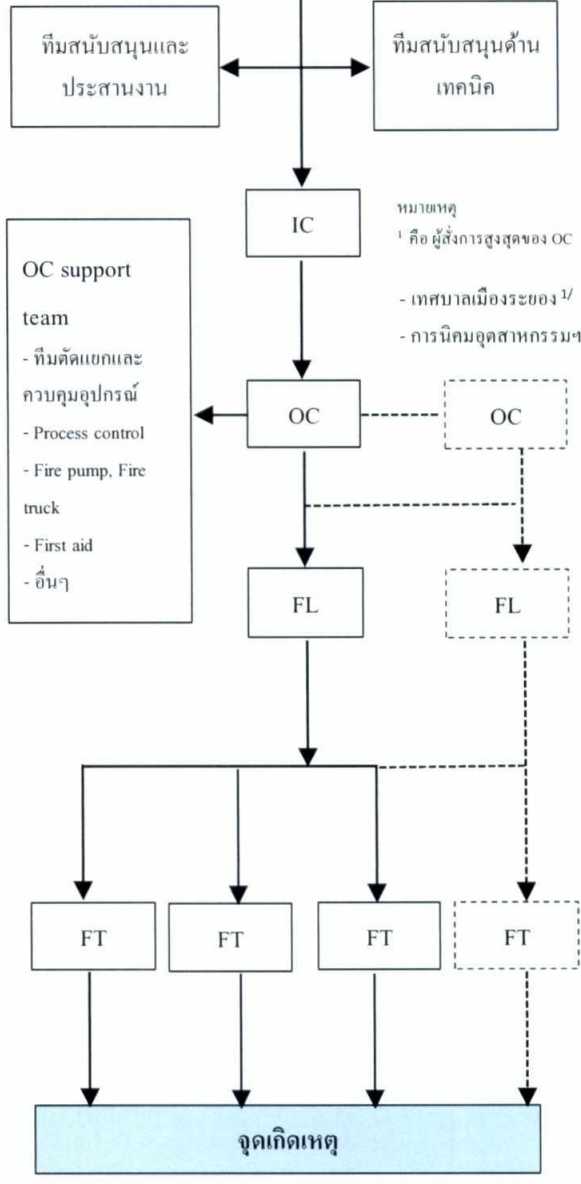 ทีมสนับสนุนและ
ประสานงาน
ทีมสนับสนุนด้าน
เทคนิค
IC
หมายเหตุ
¹ คือ ผู้สั่งการสูงสุดของ OC
- เทศบาลเมืองระยอง ¹/
- การนิคมอุตสาหกรรมฯ
OC support
team
- ทีมตัดแยกและ
ควบคุมอุปกรณ์
- Process control
- Fire pump, Fire
truck
- First aid
- อื่นๆ
OC
OC
FL
FL
FT
FT
FT
FT
จุดเกิดเหตุ